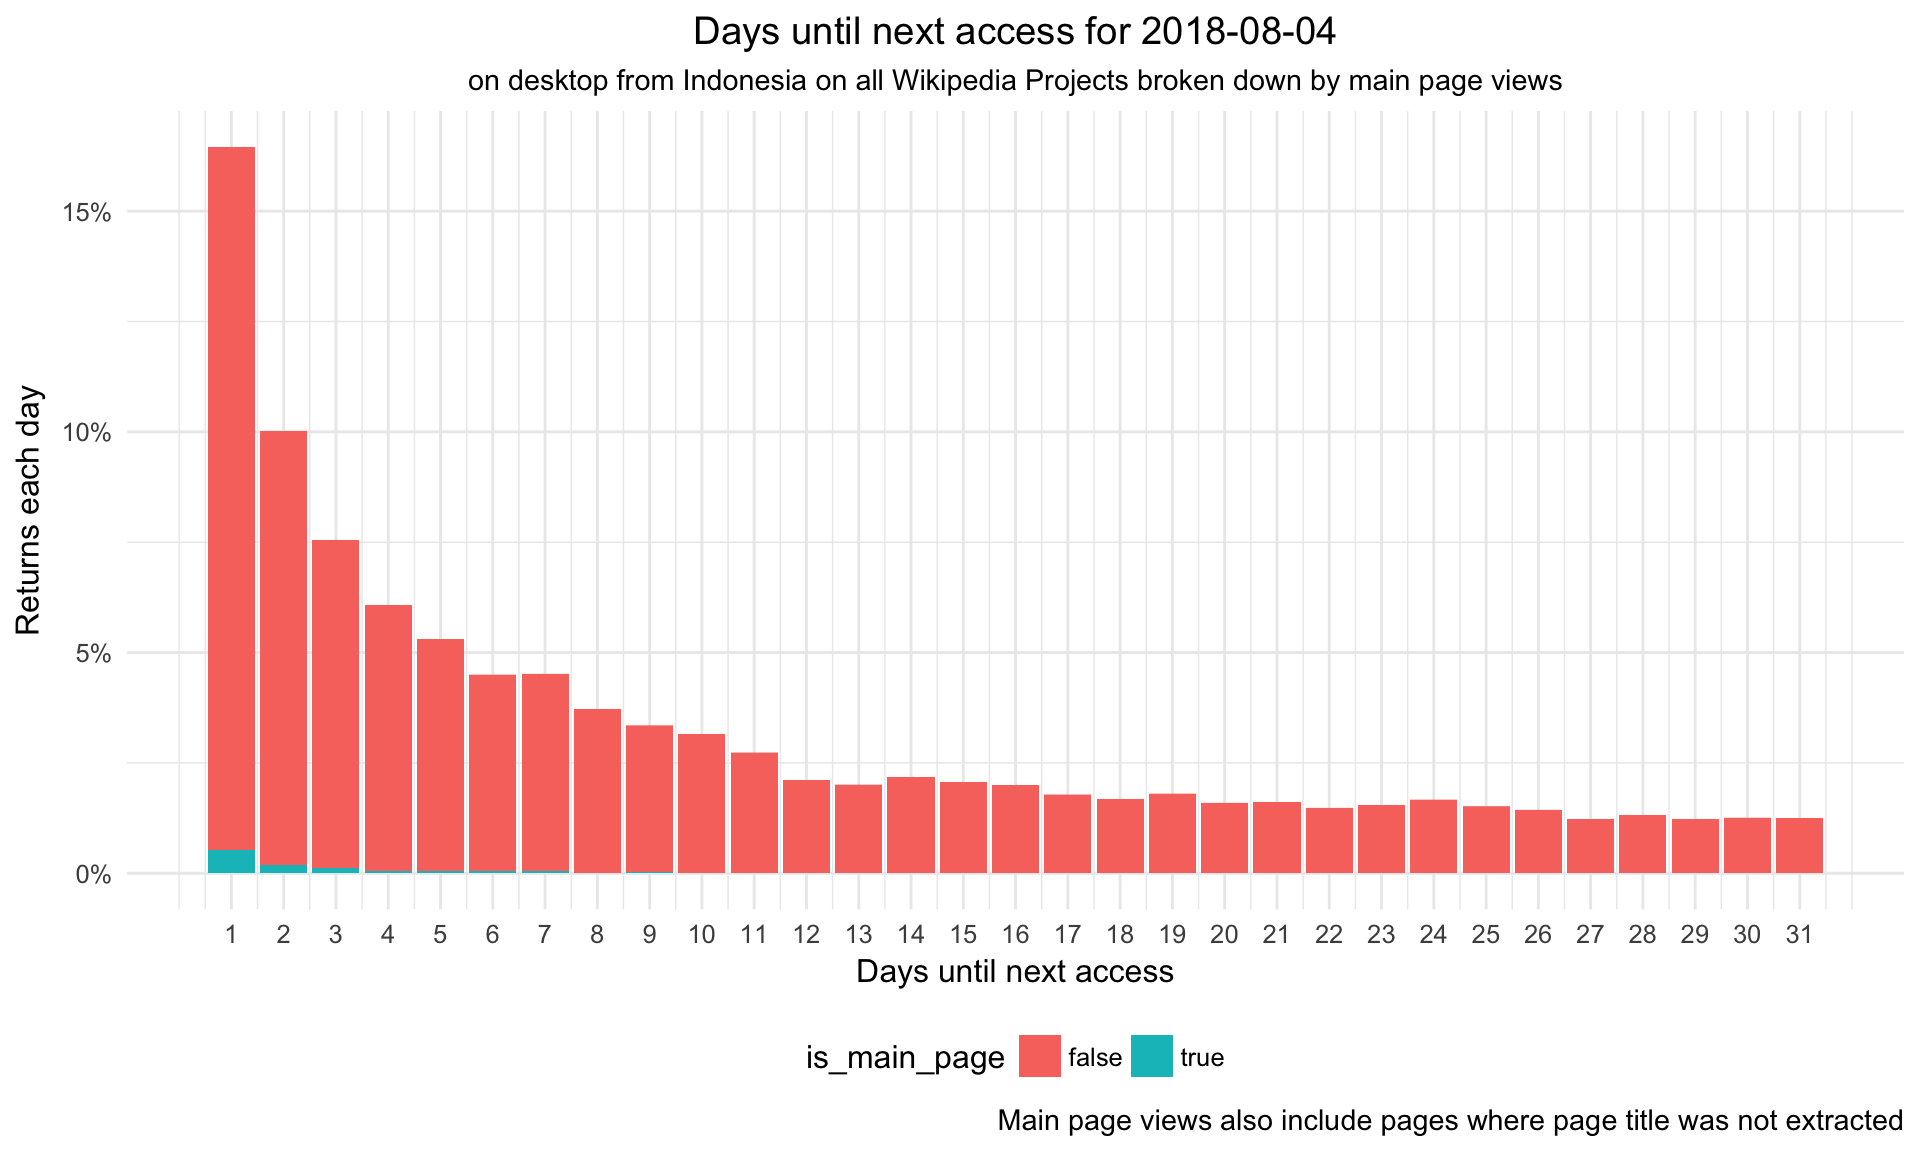 Days until next access for 2018-08-04
on desktop from Indonesia on all Wikipedia Projects broken down by main page views
Returns each day
15%
10%
5%
0%
1 2 3 4 5 6 7 8 9 10 11 12 13 14 15 16 17 18 19 20 21 22 23 24 25 26 27 28 29 30 31
Days until next access
is_main_page false true
Main page views also include pages where page title was not extracted